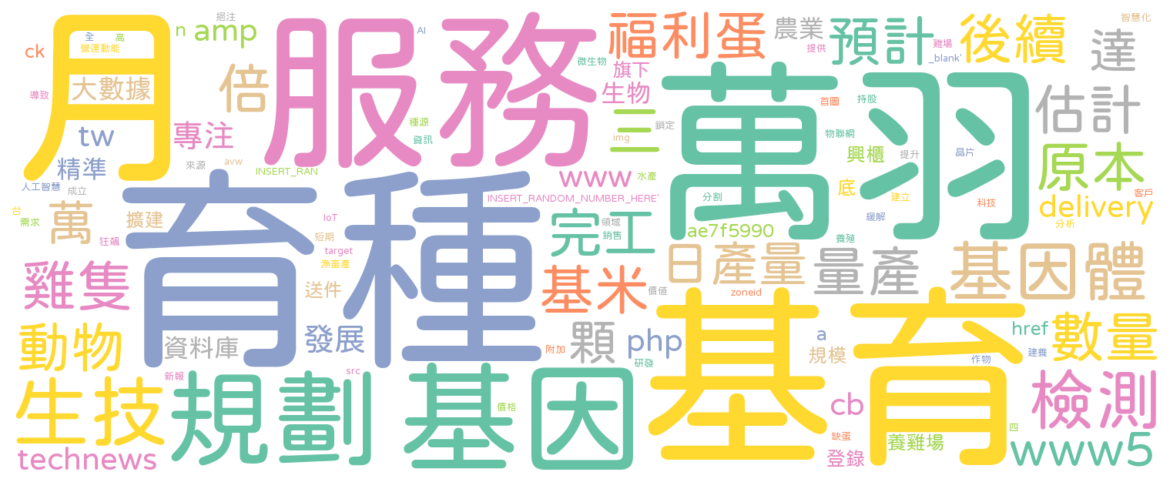 月
服務
育種
萬羽
基育
基因
規劃
生技
動物
雞隻
technews
資料庫
發展
送件
擴建
萬
精準
tw
專注
大數據
倍
amp
n
ck
全
高
營運動能
挹注
AI
導致
人工智慧
成立
來源
avw
INSERT_RAN
INSERT_RANDOM_NUMBER_HERE'
種源
資訊
微生物
旗下
生物
福利蛋
農業
提供
預計
雞場
_blank'
後續
智慧化
達
三
img
鎖定
首圖
持股
物聯網
興櫃
提升
晶片
估計
原本
底
建立
科技
客戶
delivery
分析
緩解
www
水產
分割
ae7f5990
完工
領域
銷售
養殖
台
需求
狂飆
IoT
短期
target
漁苗產
基米
價值
日產量
zoneid
量產
基因體
顆
php
附加
研發
a
規模
href
作物
建養
數量
新報
src
價格
cb
檢測
登錄
缺蛋
養雞場
四
www5